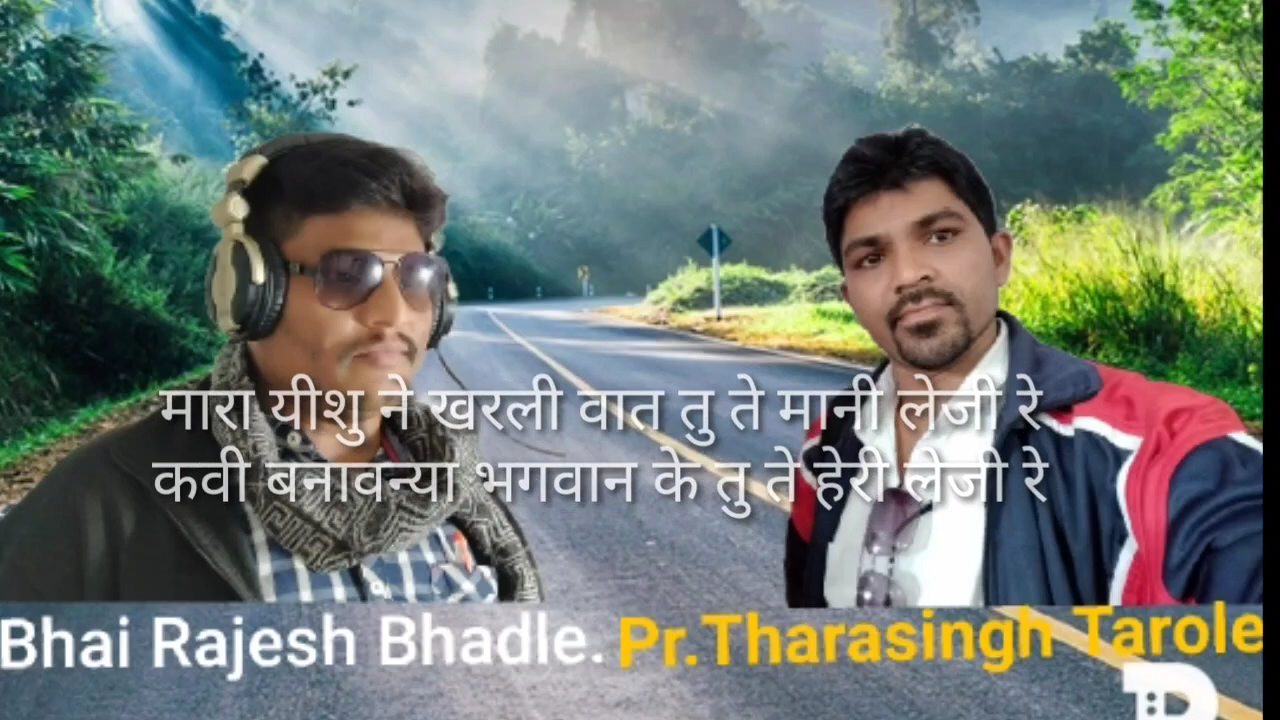 मारा यीशु ने खरली वात तु ते मानी लेजी रे
कवी बनावन्या भगवान के तु ते हेरी लेजी रे
Bhai Rajesh Bhadle. Pr.Tharasingh Tarole